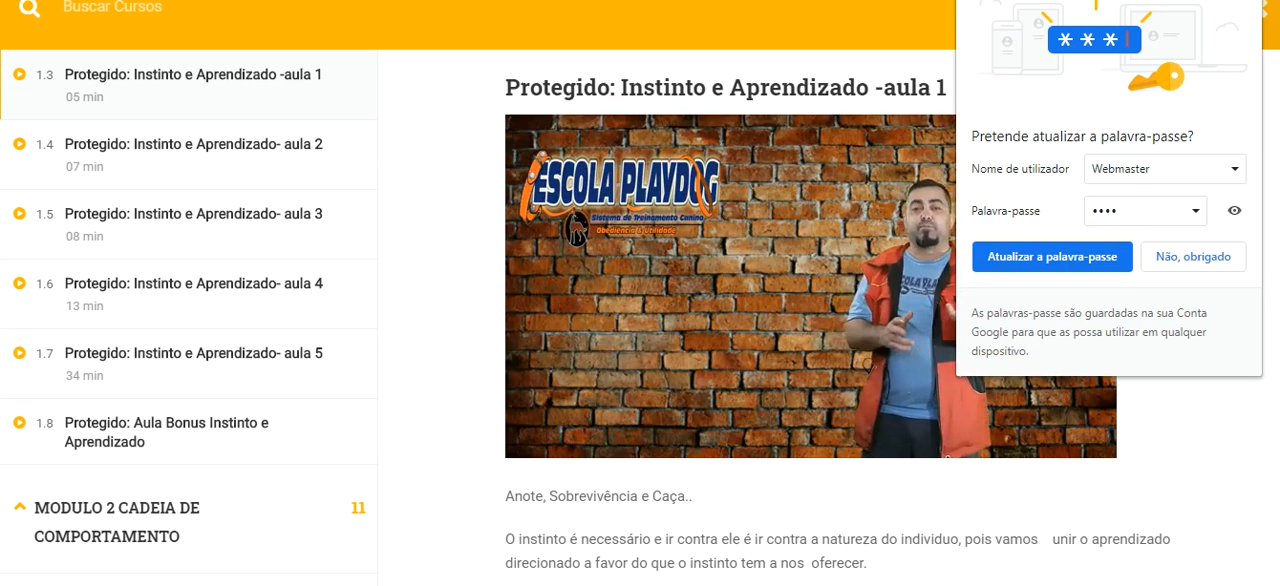 Buscar Cursos
1.3 Protegido: Instinto e Aprendizado -aula 1
05 min
1.4 Protegido: Instinto e Aprendizado- aula 2
07 min
1.5 Protegido: Instinto e Aprendizado- aula 3
08 min
1.6 Protegido: Instinto e Aprendizado- aula 4
13 min
1.7 Protegido: Instinto e Aprendizado- aula 5
34 min
1.8 Protegido: Aula Bonus Instinto e
Aprendizado
MODULO 2 CADEIA DE 11
COMPORTAMENTO
Protegido: Instinto e Aprendizado -aula 1
ESCOLA PLAYDOG
Sistema de Treinamento Canino
Obediência & Utilidade
ESCOLA PLAYD
Anote, Sobrevivência e Caça..
O instinto é necessário e ir contra ele é ir contra a natureza do individuo, pois vamos unir o aprendizado
direcionado a favor do que o instinto tem a nos oferecer.
* * *
Pretende atualizar a palavra-passe?
Nome de utilizador Webmaster
Palavra-passe ••••
Atualizar a palavra-passe Não, obrigado
As palavras-passe são guardadas na sua Conta
Google para que as possa utilizar em qualquer
dispositivo.